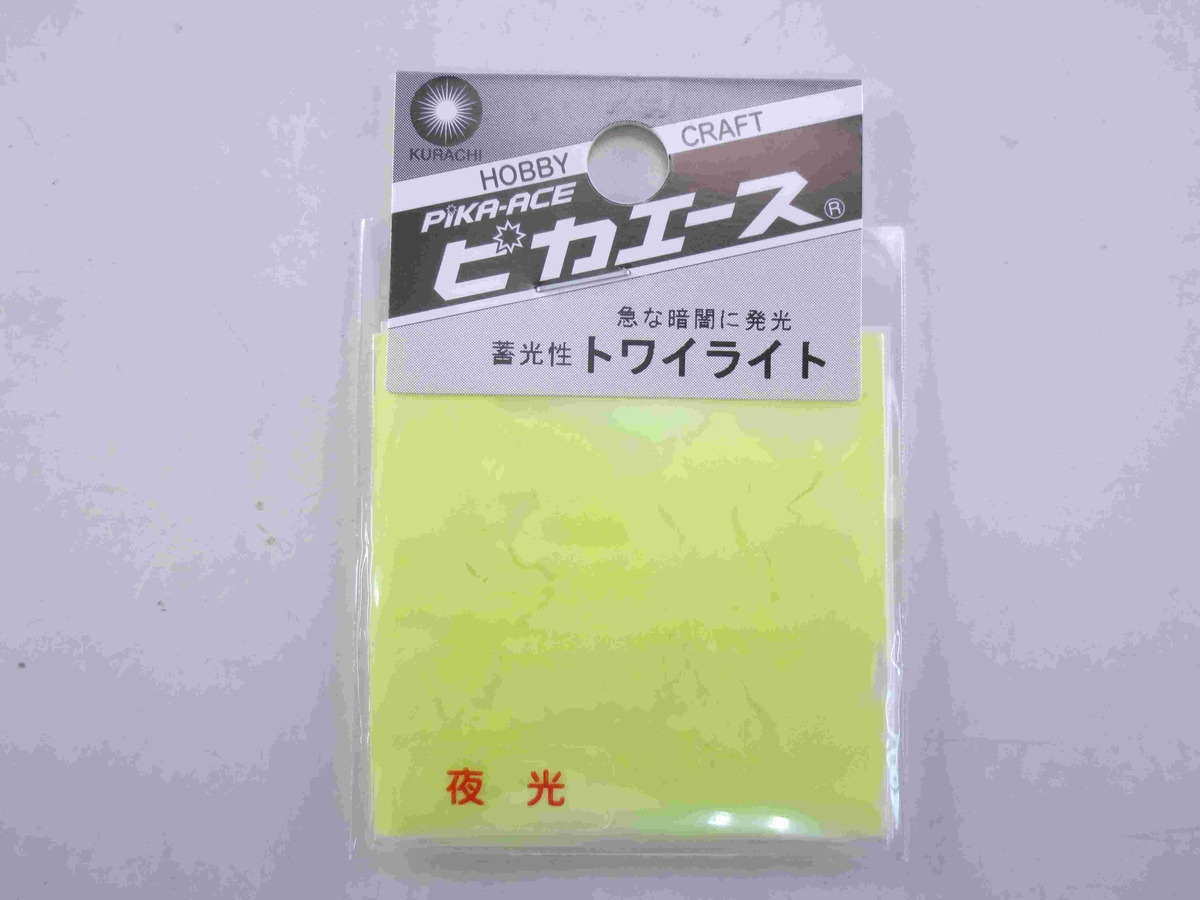 KURACHI
HOBBY CRAFT
PiKA-ACE
ピカエース®
急な暗闇に発光
蓄光性 トワイライト
夜光